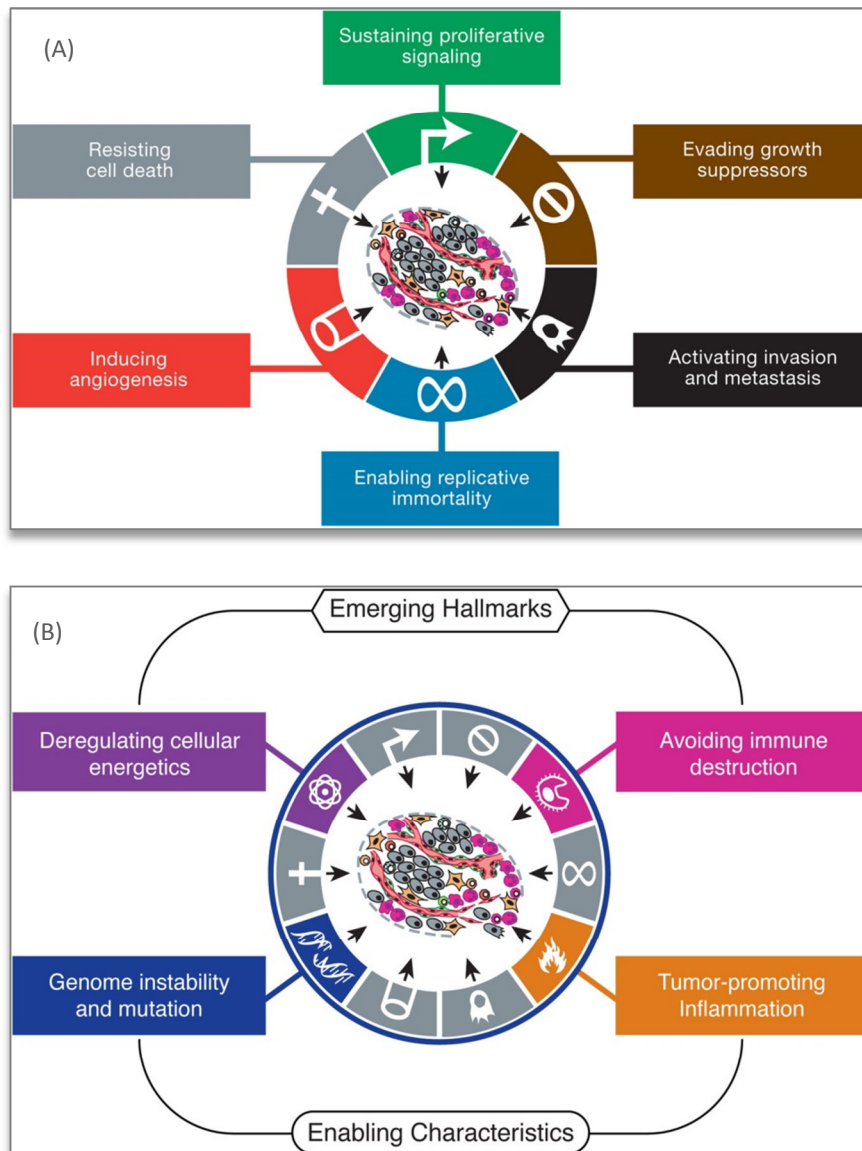 (A)
Sustaining proliferative
signaling
Resisting
cell death
Evading growth
suppressors
Inducing
angiogenesis
Activating invasion
and metastasis
Enabling replicative
immortality
(B)
Emerging Hallmarks
Deregulating cellular
energetics
Avoiding immune
destruction
Genome instability
and mutation
Tumor-promoting
Inflammation
Enabling Characteristics